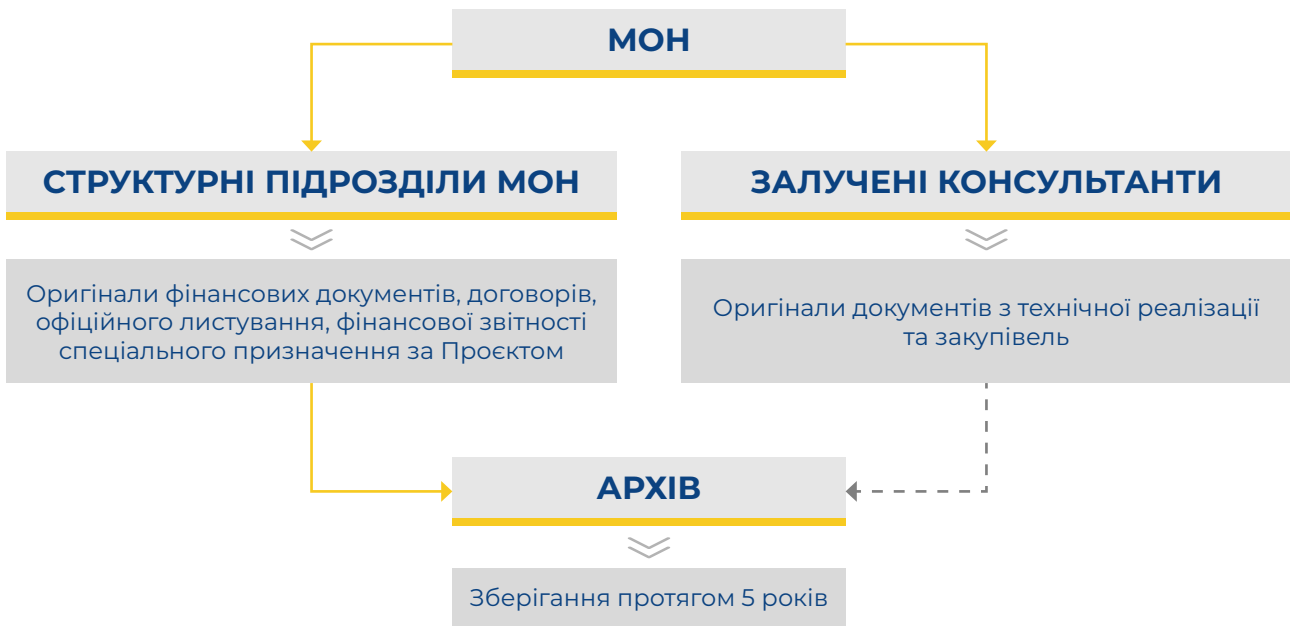 МОН
СТРУКТУРНІ ПІДРОЗДІЛИ МОН
Оригінали фінансових документів, договорів,
офіційного листування, фінансової звітності
спеціального призначення за Проєктом
ЗАЛУЧЕНІ КОНСУЛЬТАНТИ
Оригінали документів з технічної реалізації
та закупівель
АРХІВ
Зберігання протягом 5 років